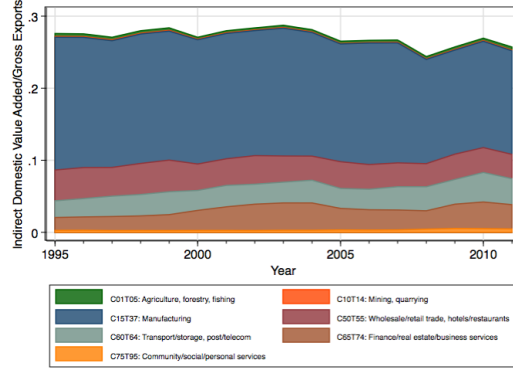 .3
.2
.1
0
Indirect Domestic Value Added/Gross Exports
1995
2000
2005
2010
Year
C01T05: Agriculture, forestry, fishing
C10T14: Mining, quarrying
C15T37: Manufacturing
C50T55: Wholesale/retail trade, hotels/restaurants
C60T64: Transport/storage, post/telecom
C65T74: Finance/real estate/business services
C75T95: Community/social/personal services